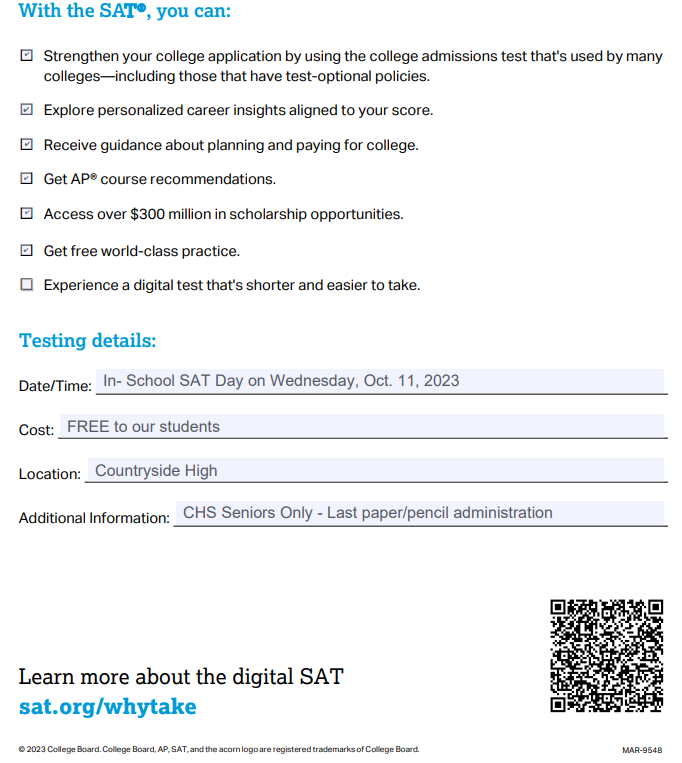 With the SAT®, you can:
Strengthen your college application by using the college admissions test that's used by many
colleges—including those that have test-optional policies.
Explore personalized career insights aligned to your score.
Receive guidance about planning and paying for college.
Get AP® course recommendations.
Access over $300 million in scholarship opportunities.
Get free world-class practice.
Experience a digital test that's shorter and easier to take.
Testing details:
Date/Time: In- School SAT Day on Wednesday, Oct. 11, 2023
Cost: FREE to our students
Location: Countryside High
Additional Information: CHS Seniors Only - Last paper/pencil administration
Learn more about the digital SAT
sat.org/whytake
© 2023 College Board. College Board, AP, SAT, and the acorn logo are registered trademarks of College Board.
MAR-9548